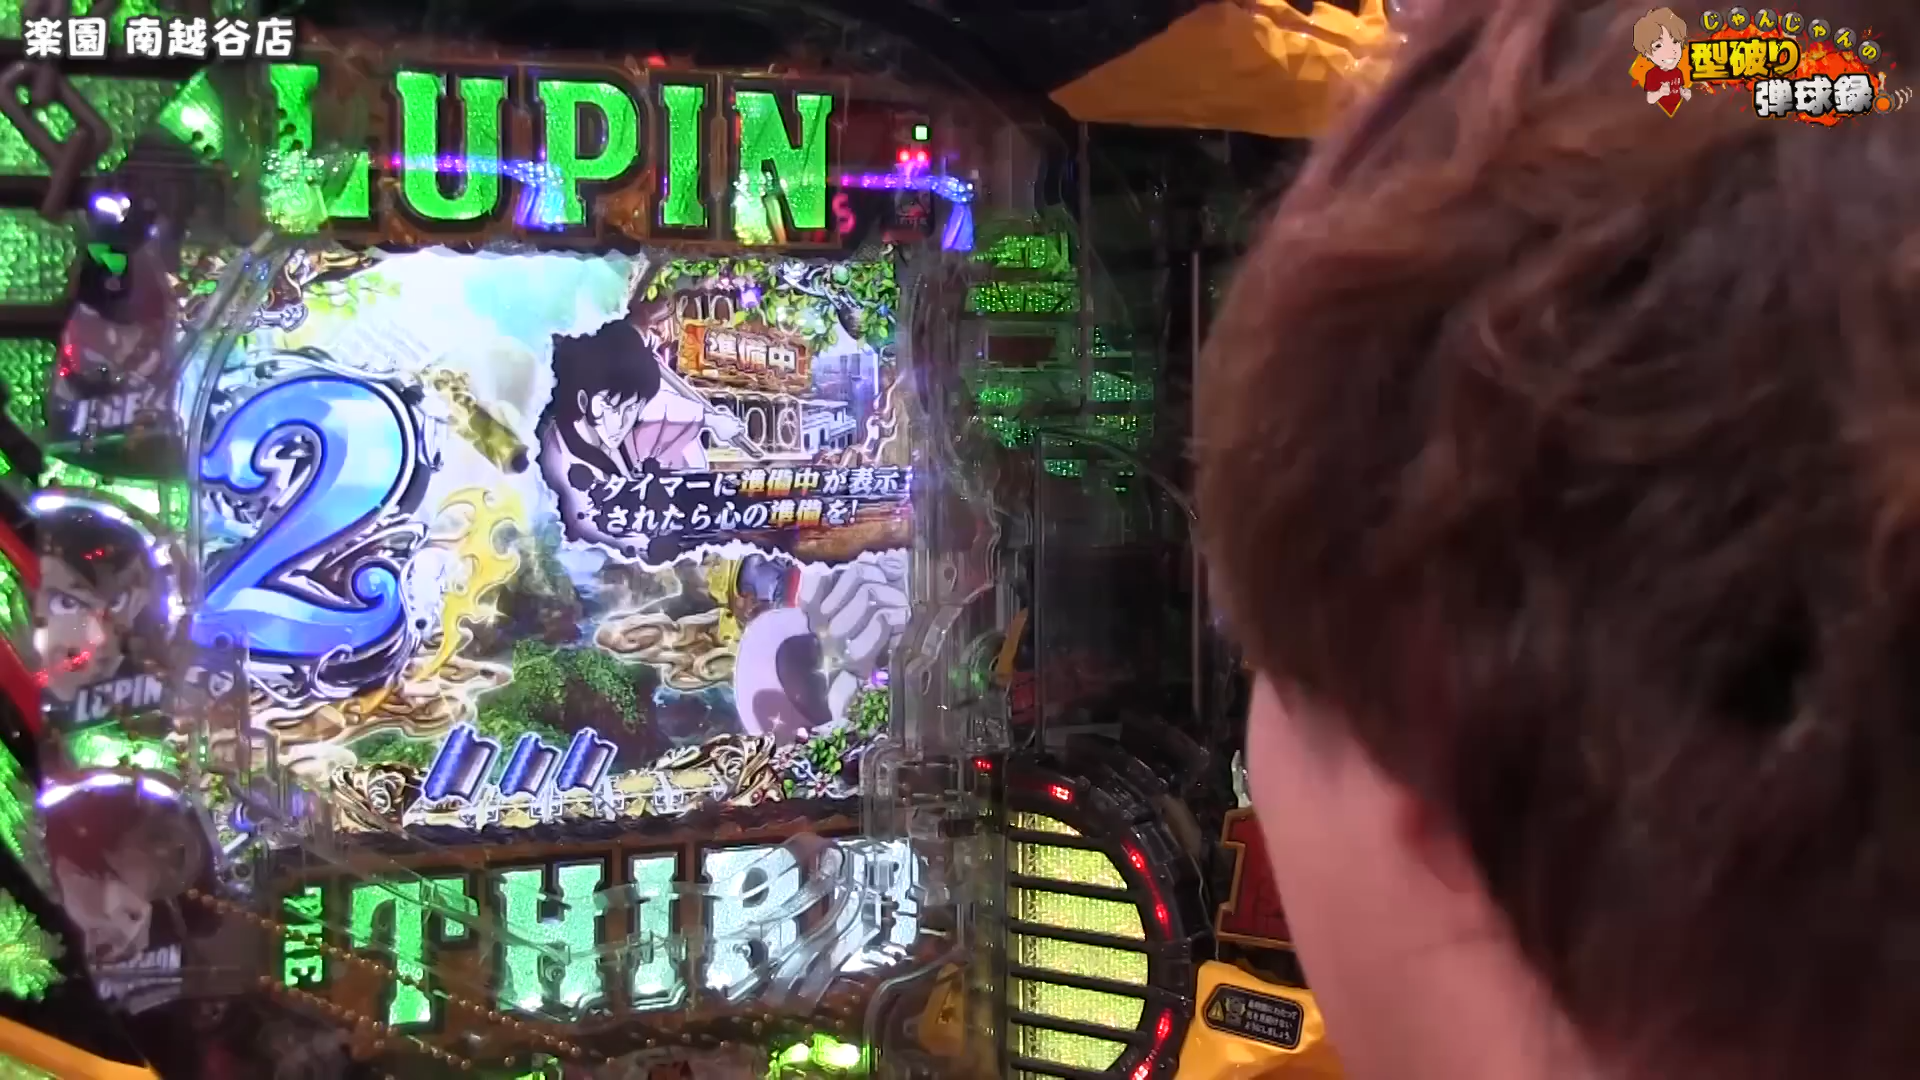 楽園 南越谷店
じゃんじゃんの
型破り
弾球録
LUPIN
準備中
2
タイマーに準備中が表示
されたら心の準備を!
LUPIN
THE
THIRD